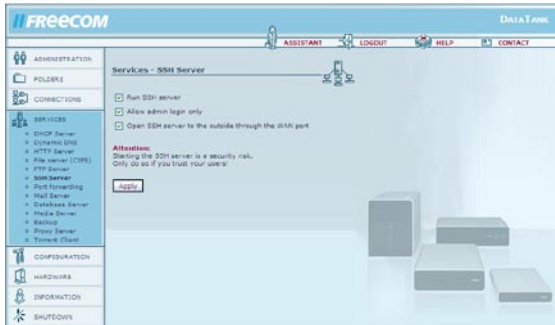 FREECOM
DATATANK
ASSISTANT
LOGOUT
HELP
CONTACT
ADMINISTRATION
FOLDERS
CONNECTIONS
SERVICES
DHCP Server
Dynamic DNS
HTTP Server
File server (CIFS)
FTP Server
SSH Server
Port forwarding
Mail Server
Database Server
Media Server
Backup
Proxy Server
Torrent Client
CONFIGURATION
HARDWARE
INFORMATION
SHUTDOWN
Services - SSH Server
Run SSH server
Allow admin login only
Open SSH server to the outside through the WAN port
Attention:
Starting the SSH server is a security risk.
Only do so if you trust your users!
Apply